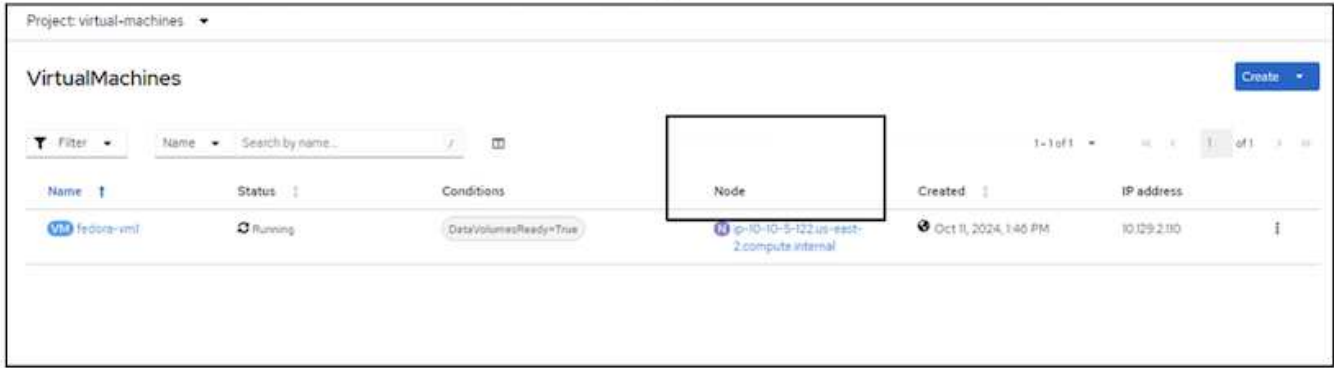 Project: virtual-machines
VirtualMachines
Create
Filter
Name
Search by name...
/
1-1 of 1
1
of 1
Name
Status
Conditions
Node
Created
IP address
VM fedora-vm1
Running
DataVolumesReady=True
N ip-10-10-5-122.us-east-
2.compute.internal
Oct 11, 2024, 1:46 PM
10.129.2.110